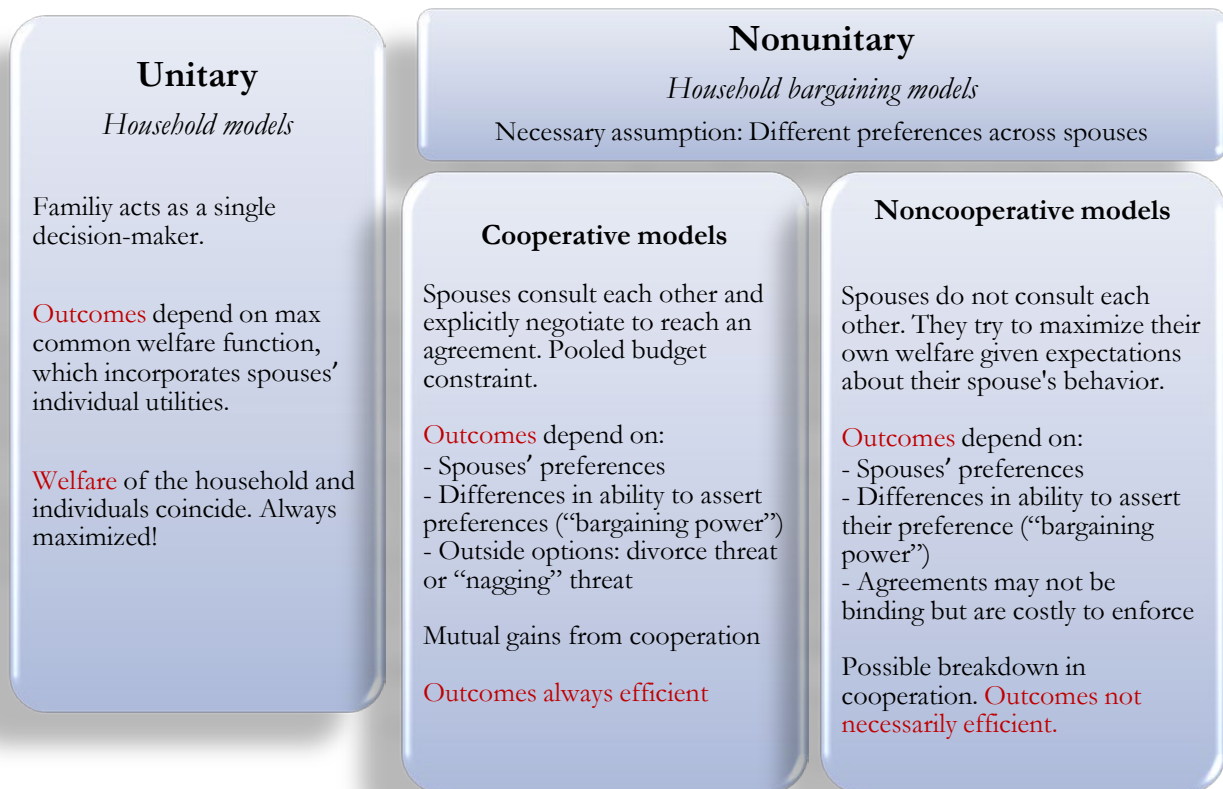 Unitary
Household models
Familiy acts as a single
decision-maker.
Outcomes depend on max
common welfare function,
which incorporates spouses’
individual utilities.
Welfare of the household and
individuals coincide. Always
maximized!
Nonunitary
Household bargaining models
Necessary assumption: Different preferences across spouses
Cooperative models
Spouses consult each other and
explicitly negotiate to reach an
agreement. Pooled budget
constraint.
Outcomes depend on:
- Spouses’ preferences
- Differences in ability to assert
preferences (“bargaining power”)
- Outside options: divorce threat
or “nagging” threat
Mutual gains from cooperation
Outcomes always efficient
Noncooperative models
Spouses do not consult each
other. They try to maximize their
own welfare given expectations
about their spouse's behavior.
Outcomes depend on:
- Spouses’ preferences
- Differences in ability to assert
their preference (“bargaining
power”)
- Agreements may not be
binding but are costly to enforce
Possible breakdown in
cooperation. Outcomes not
necessarily efficient.